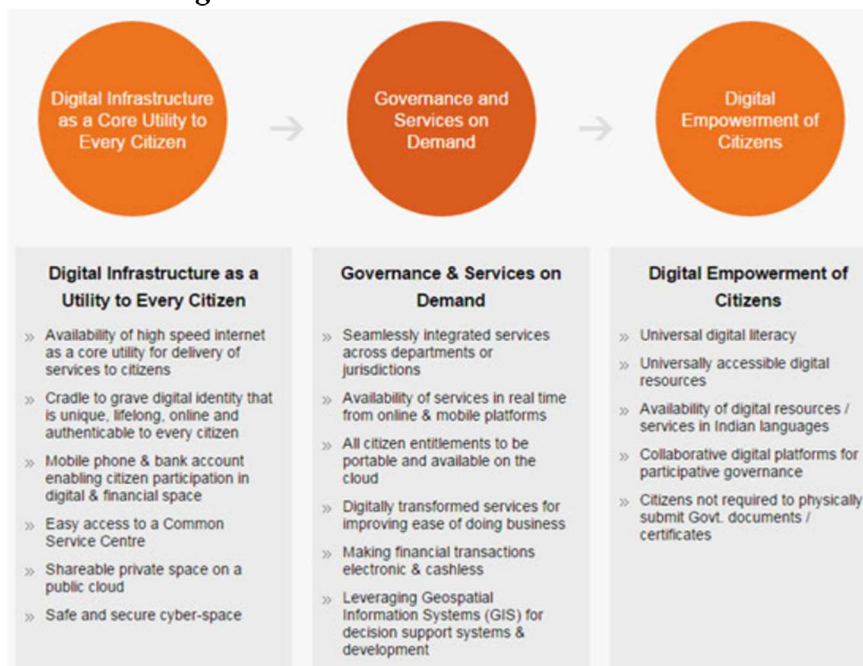 Digital Infrastructure
as a Core Utility to
Every Citizen
Governance and
Services on
Demand
Digital
Empowerment of
Citizens
Digital Infrastructure as a
Utility to Every Citizen
» Availability of high speed internet
as a core utility for delivery of
services to citizens
» Cradle to grave digital identity that
is unique, lifelong, online and
authenticable to every citizen
» Mobile phone & bank account
enabling citizen participation in
digital & financial space
» Easy access to a Common
Service Centre
» Shareable private space on a
public cloud
» Safe and secure cyber-space
Governance & Services on
Demand
» Seamlessly integrated services
across departments or
jurisdictions
» Availability of services in real time
from online & mobile platforms
» All citizen entitlements to be
portable and available on the
cloud
» Digitally transformed services for
improving ease of doing business
» Making financial transactions
electronic & cashless
» Leveraging Geospatial
Information Systems (GIS) for
decision support systems &
development
Digital Empowerment of
Citizens
» Universal digital literacy
» Universally accessible digital
resources
» Availability of digital resources /
services in Indian languages
» Collaborative digital platforms for
participative governance
» Citizens not required to physically
submit Govt. documents /
certificates